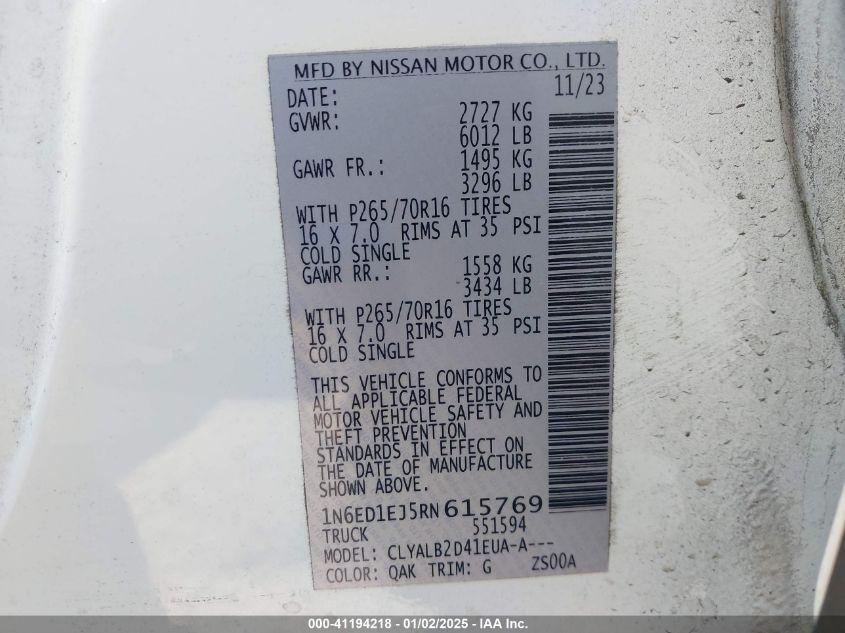 MFD BY NISSAN MOTOR CO., LTD.
DATE: 11/23
GVWR: 2727 KG
6012 LB
GAWR FR.: 1495 KG
3296 LB
WITH P265/70R16 TIRES
16 X 7.0 RIMS AT 35 PSI
COLD SINGLE
GAWR RR.: 1558 KG
3434 LB
WITH P265/70R16 TIRES
16 X 7.0 RIMS AT 35 PSI
COLD SINGLE
THIS VEHICLE CONFORMS TO
ALL APPLICABLE FEDERAL
MOTOR VEHICLE SAFETY AND
THEFT PREVENTION
STANDARDS IN EFFECT ON
THE DATE OF MANUFACTURE
SHOWN ABOVE.
1N6ED1EJ5RN615769
TRUCK 551594
MODEL: CLYALB2D41EUA-A---
COLOR: QAK TRIM: G ZS00A
000-41194218 - 01/02/2025 - IAA Inc.